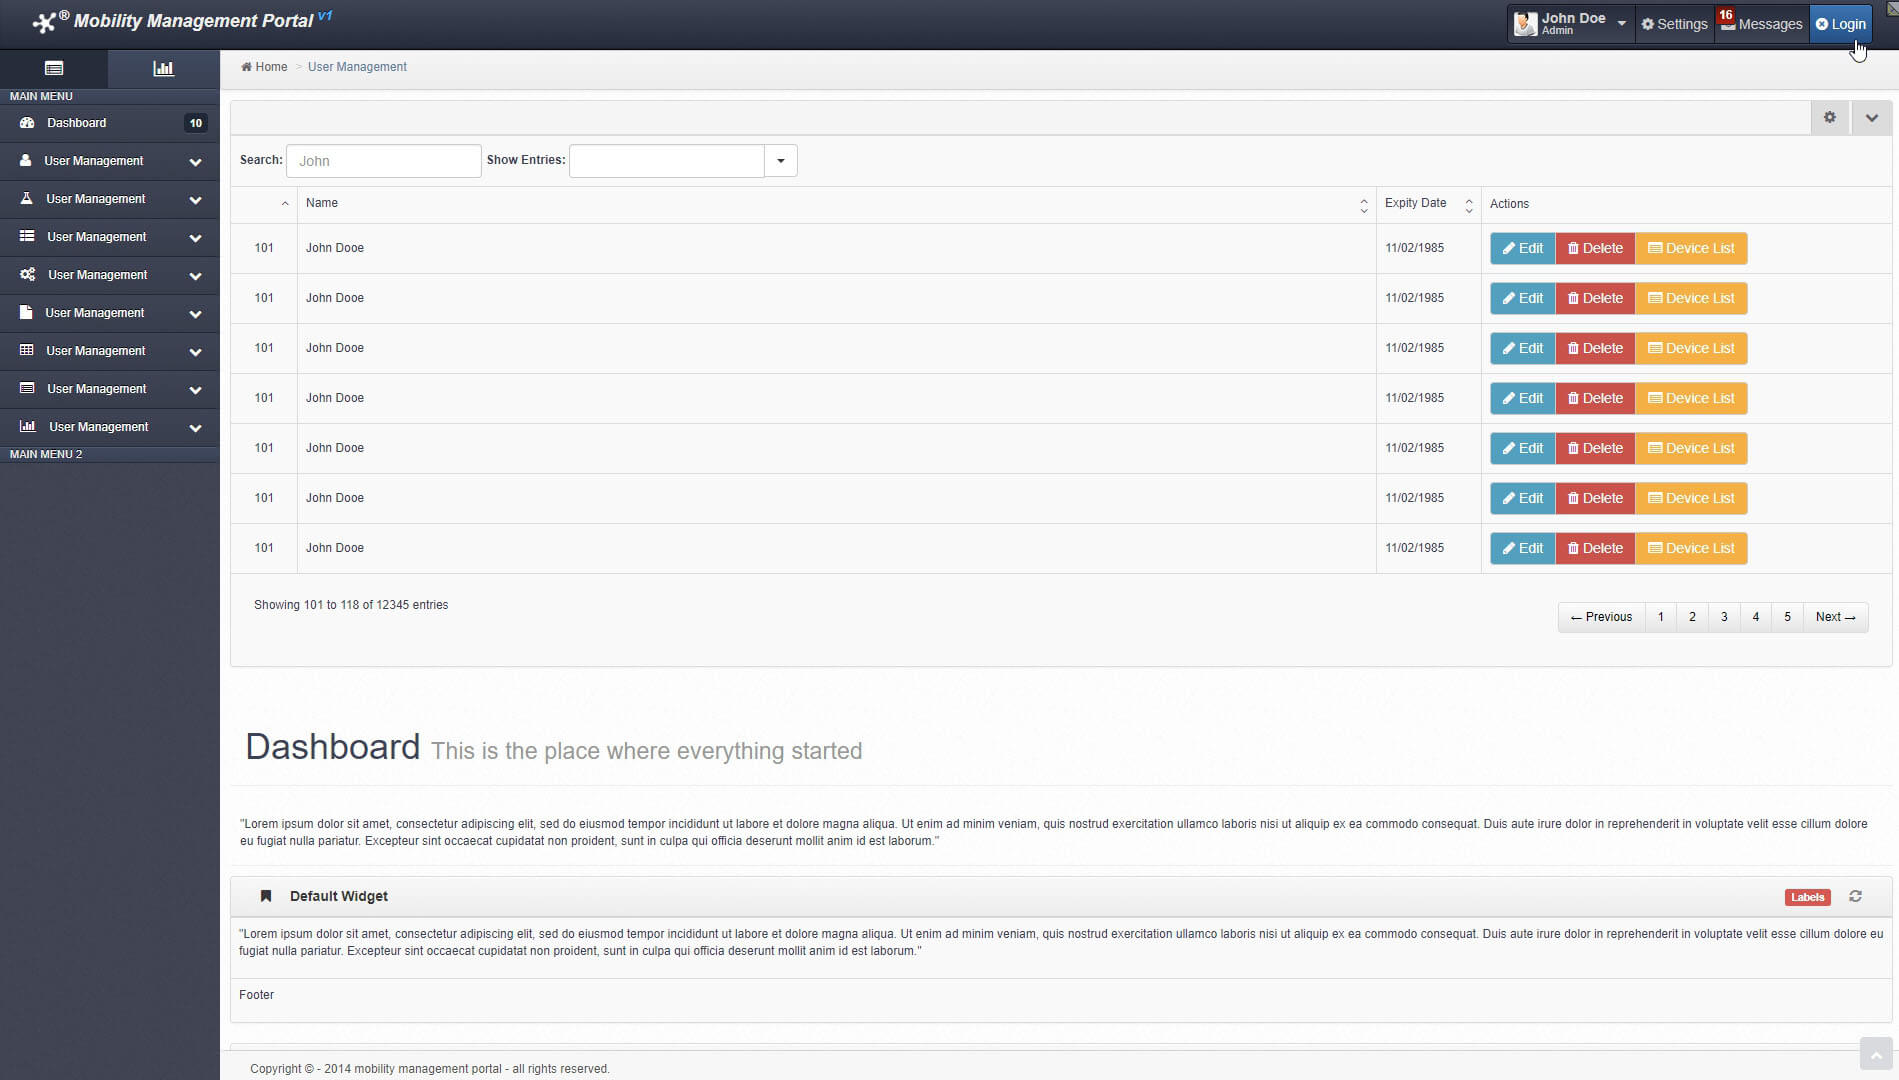 ® Mobility Management Portal v1
John Doe
Admin
Settings
16
Messages
Login
Home > User Management
MAIN MENU
Dashboard 10
User Management
User Management
User Management
User Management
User Management
User Management
User Management
User Management
MAIN MENU 2
Search: John Show Entries:
Name Expity Date Actions
101 John Dooe 11/02/1985 Edit Delete Device List
101 John Dooe 11/02/1985 Edit Delete Device List
101 John Dooe 11/02/1985 Edit Delete Device List
101 John Dooe 11/02/1985 Edit Delete Device List
101 John Dooe 11/02/1985 Edit Delete Device List
101 John Dooe 11/02/1985 Edit Delete Device List
101 John Dooe 11/02/1985 Edit Delete Device List
Showing 101 to 118 of 12345 entries
← Previous 1 2 3 4 5 Next →
Dashboard This is the place where everything started
"Lorem ipsum dolor sit amet, consectetur adipiscing elit, sed do eiusmod tempor incididunt ut labore et dolore magna aliqua. Ut enim ad minim veniam, quis nostrud exercitation ullamco laboris nisi ut aliquip ex ea commodo consequat. Duis aute irure dolor in reprehenderit in voluptate velit esse cillum dolore
eu fugiat nulla pariatur. Excepteur sint occaecat cupidatat non proident, sunt in culpa qui officia deserunt mollit anim id est laborum."
Default Widget Labels
"Lorem ipsum dolor sit amet, consectetur adipiscing elit, sed do eiusmod tempor incididunt ut labore et dolore magna aliqua. Ut enim ad minim veniam, quis nostrud exercitation ullamco laboris nisi ut aliquip ex ea commodo consequat. Duis aute irure dolor in reprehenderit in voluptate velit esse cillum dolore eu
fugiat nulla pariatur. Excepteur sint occaecat cupidatat non proident, sunt in culpa qui officia deserunt mollit anim id est laborum."
Footer
Copyright © - 2014 mobility management portal - all rights reserved.